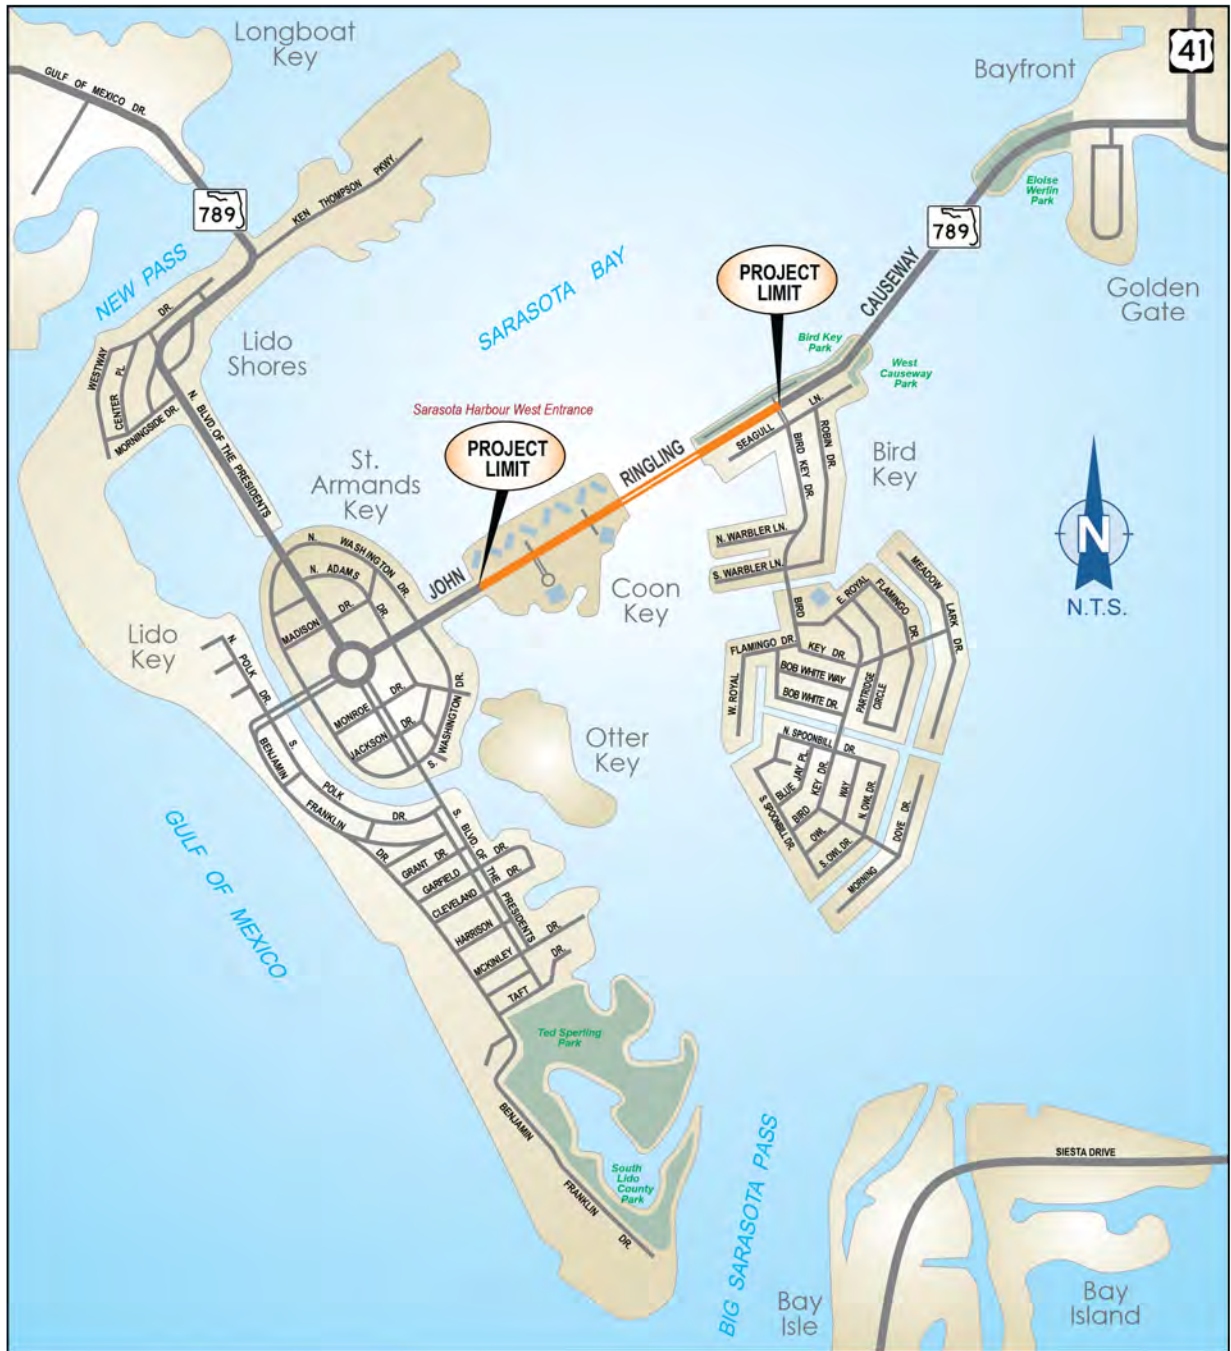 Longboat
Key
41
Bayfront
GULF OF MEXICO DR.
KEN THOMPSON PKWY.
Eloise
Werlin
Park
789
789
NEW PASS
SARASOTA BAY
PROJECT
LIMIT
CAUSEWAY
Golden
Gate
DR.
WESTWAY
CENTER PL
MORNINGSIDE DR.
Lido
Shores
N. BLVD. OF THE PRESIDENTS
Bird Key
Park
West
Causeway
Park
Sarasota Harbour West Entrance
PROJECT
LIMIT
St.
Armands
Key
JOHN
RINGLING
SEAGULL LN.
BIRD KEY DR.
ROBIN DR.
Bird
Key
N
N.T.S.
N. WARBLER LN.
S. WARBLER LN.
N. WASHINGTON DR.
N. ADAMS DR.
MADISON DR.
Coon
Key
Lido
Key
N. POLK DR.
BIRD KEY DR.
E. ROYAL FLAMINGO DR.
MEADOW LARK DR.
FLAMINGO DR.
W. ROYAL
BOB WHITE WAY
BOB WHITE DR.
PARTRIDGE
CIRCLE
MONROE DR.
JACKSON DR.
S. WASHINGTON DR.
Otter
Key
N. SPOONBILL DR.
BLUE JAY PL.
BIRD KEY DR.
OWL WAY
N. OWL DR.
S. OWL DR.
S. SPOONBILL DR.
MORNING DOVE DR.
S. POLK DR.
BENJAMIN FRANKLIN DR.
S. BLVD. OF THE PRESIDENTS
GRANT DR.
GARFIELD DR.
CLEVELAND DR.
HARRISON
MCKINLEY DR.
TAFT DR.
GULF OF MEXICO
Ted Sperling
Park
BENJAMIN FRANKLIN DR.
South
Lido
County
Park
BIG SARASOTA PASS
SIESTA DRIVE
Bay
Isle
Bay
Island